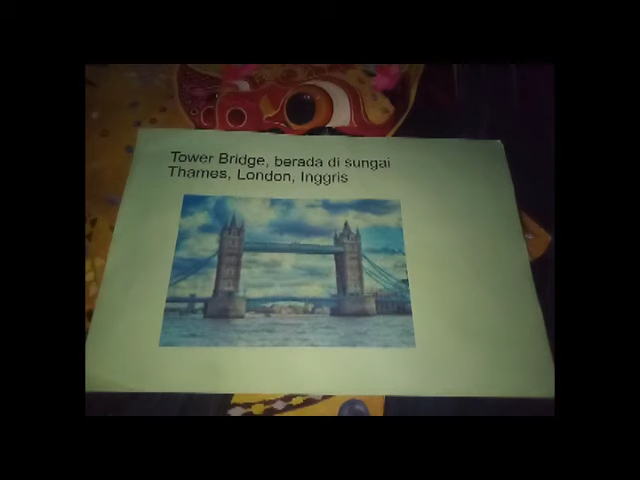 Tower Bridge, berada di sungai
Thames, London, Inggris